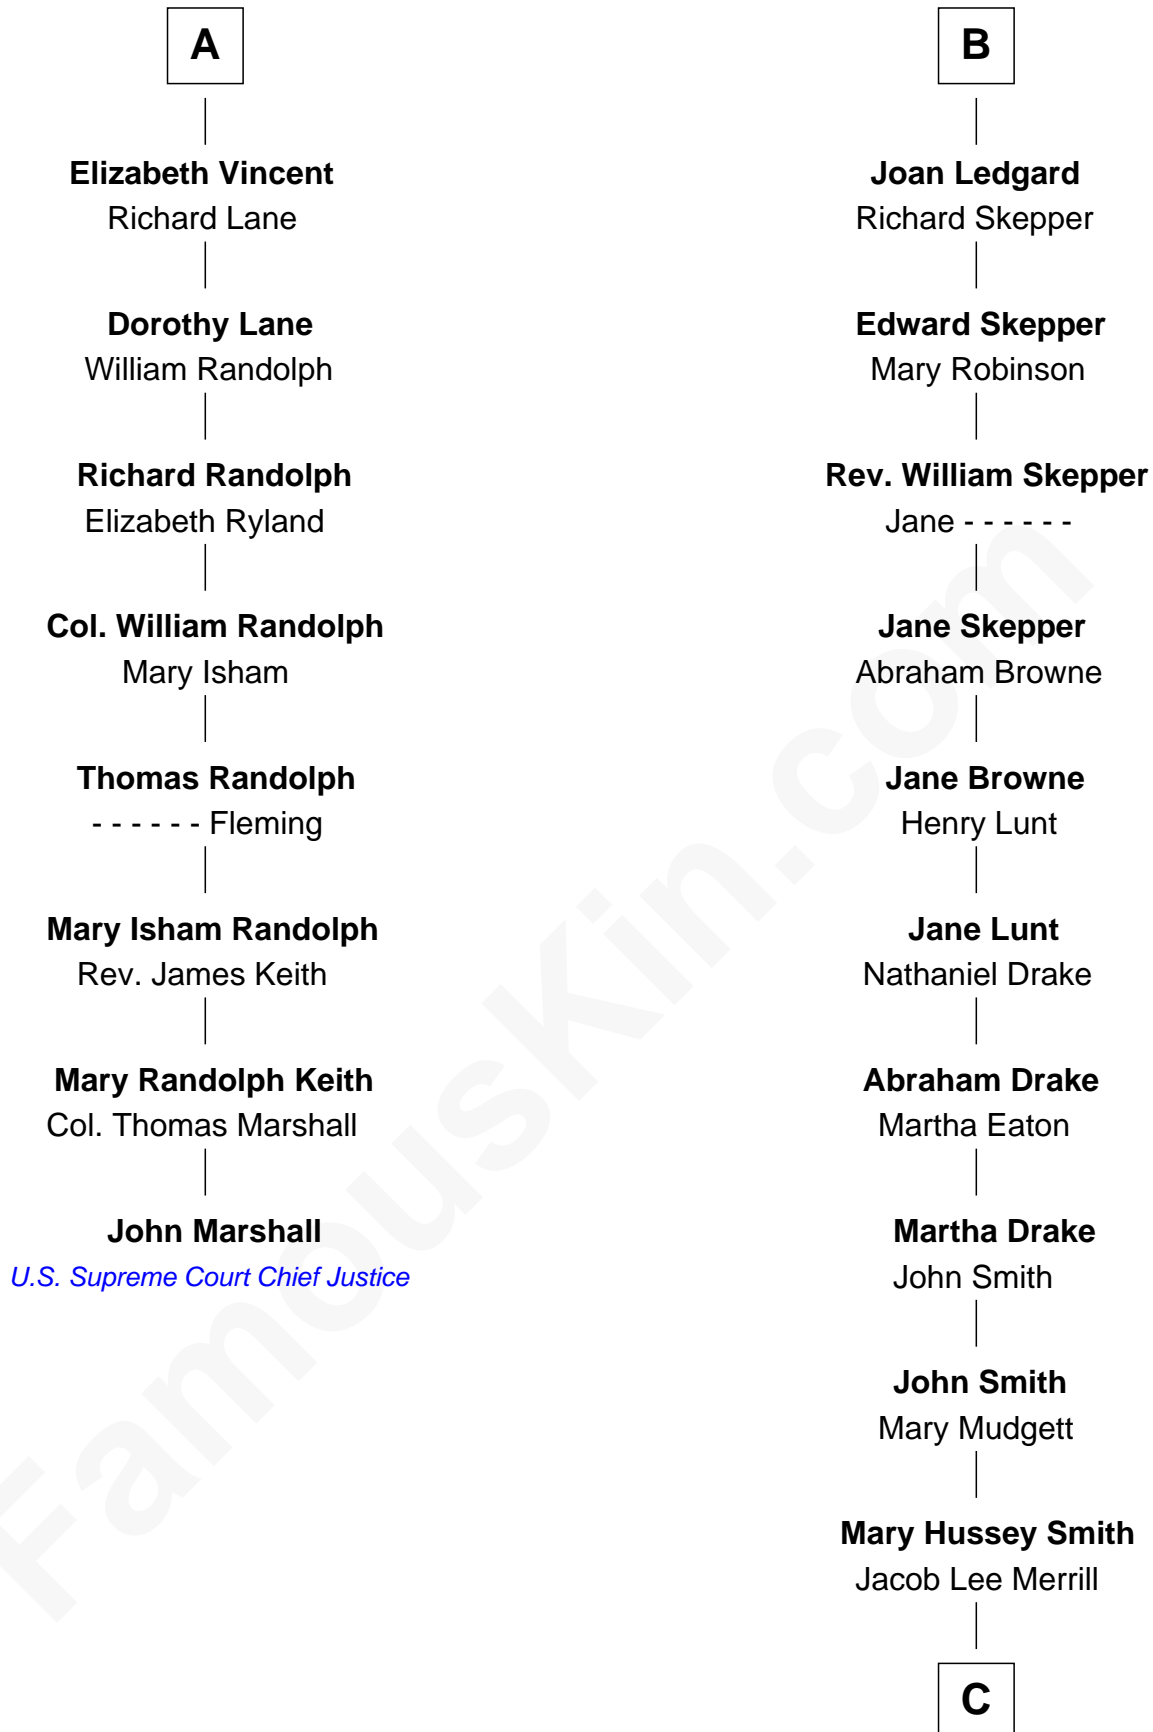 A
Elizabeth Vincent
Richard Lane
Dorothy Lane
William Randolph
Richard Randolph
Elizabeth Ryland
Col. William Randolph
Mary Isham
Thomas Randolph
- - - - - - Fleming
Mary Isham Randolph
Rev. James Keith
Mary Randolph Keith
Col. Thomas Marshall
John Marshall
U.S. Supreme Court Chief Justice
B
Joan Ledgard
Richard Skepper
Edward Skepper
Mary Robinson
Rev. William Skepper
Jane - - - - - -
Jane Skepper
Abraham Browne
Jane Browne
Henry Lunt
Jane Lunt
Nathaniel Drake
Abraham Drake
Martha Eaton
Martha Drake
John Smith
John Smith
Mary Mudgett
Mary Hussey Smith
Jacob Lee Merrill
C
FamousKin.com